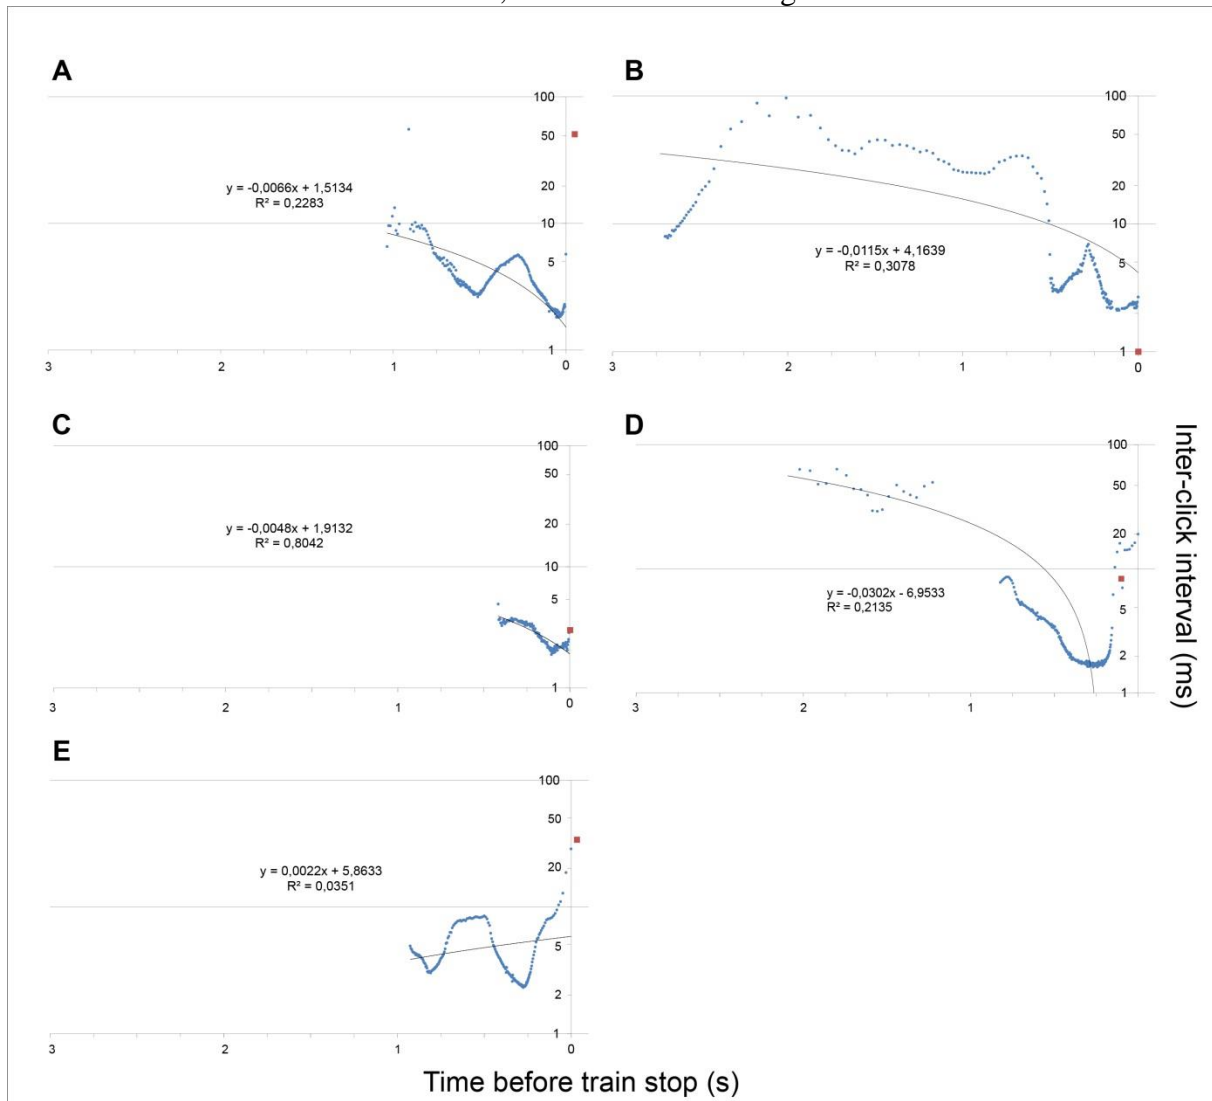 A
100
50
20
10
5
1
3
2
1
0
y = -0,0066x + 1,5134
R² = 0,2283
B
100
50
20
10
5
1
3
2
1
0
y = -0,0115x + 4,1639
R² = 0,3078
C
100
50
20
10
5
1
3
2
1
0
y = -0,0048x + 1,9132
R² = 0,8042
D
100
50
20
5
2
1
3
2
1
y = -0,0302x - 6,9533
R² = 0,2135
Inter-click interval (ms)
E
100
50
20
5
2
1
3
2
1
0
y = 0,0022x + 5,8633
R² = 0,0351
Time before train stop (s)